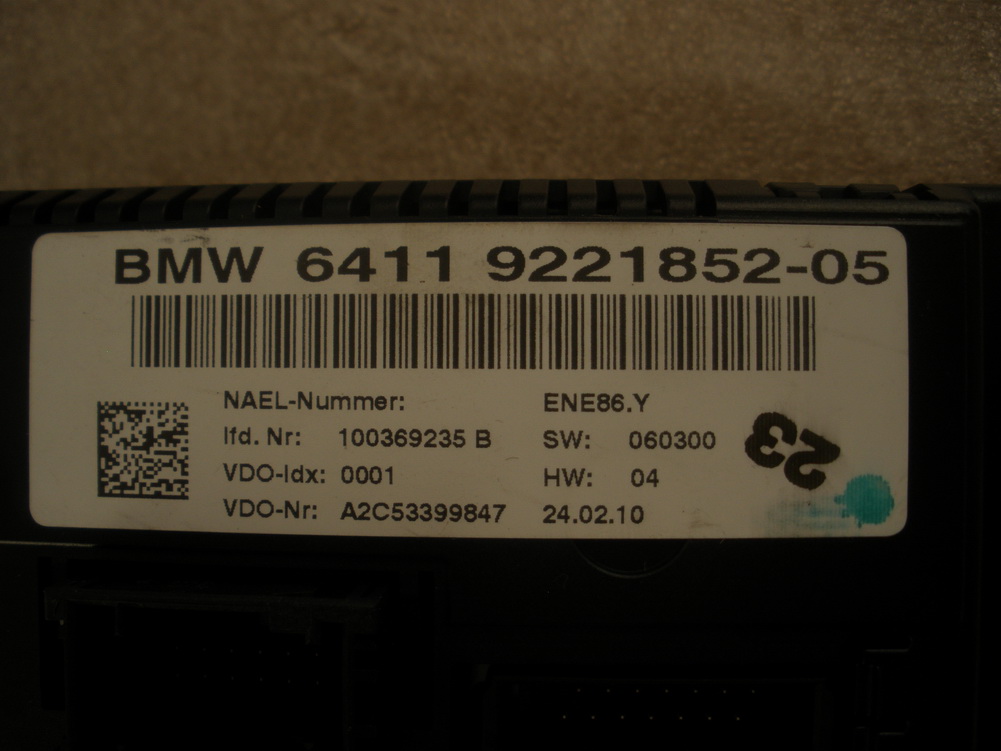 BMW 6411 9221852-05
NAEL-Nummer: ENE86.Y
lfd. Nr: 100369235 B SW: 060300
VDO-Idx: 0001 HW: 04
VDO-Nr: A2C53399847 24.02.10
23